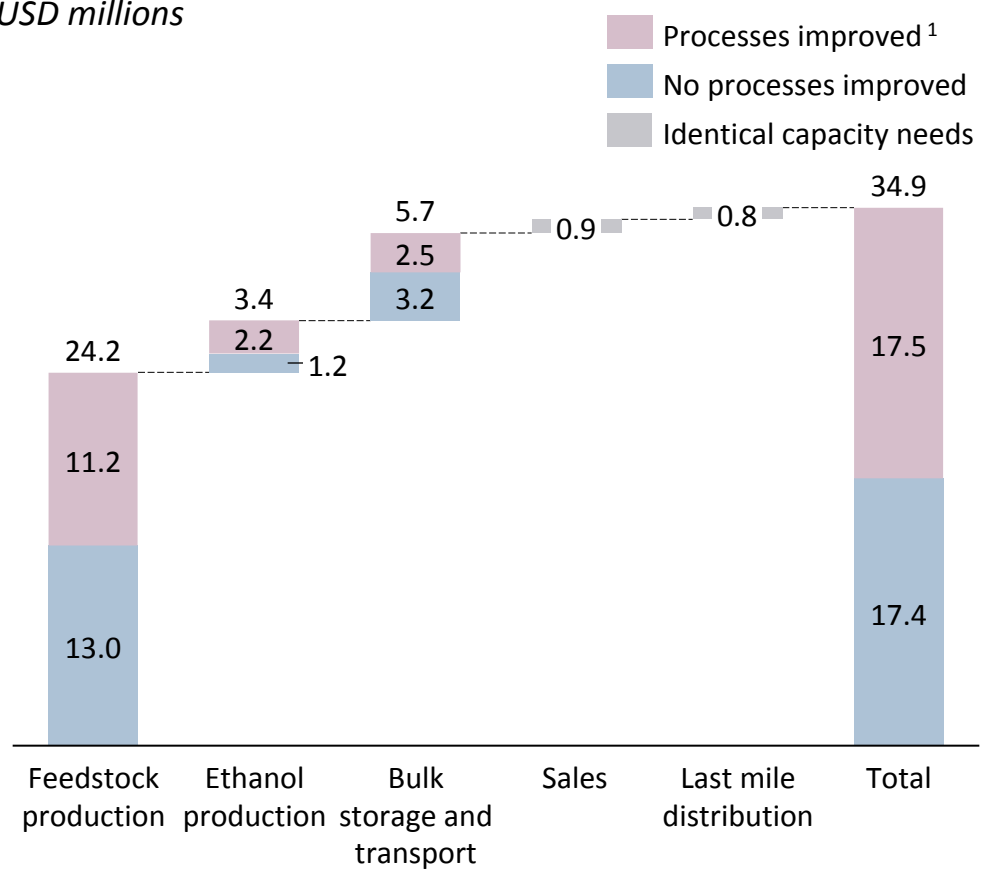 USD millions
Processes improved 1
No processes improved
Identical capacity needs
34.9
5.7
0.9
0.8
2.5
3.2
3.4
2.2
1.2
24.2
17.5
11.2
17.4
13.0
Feedstock production
Ethanol production
Bulk storage and transport
Sales
Last mile distribution
Total